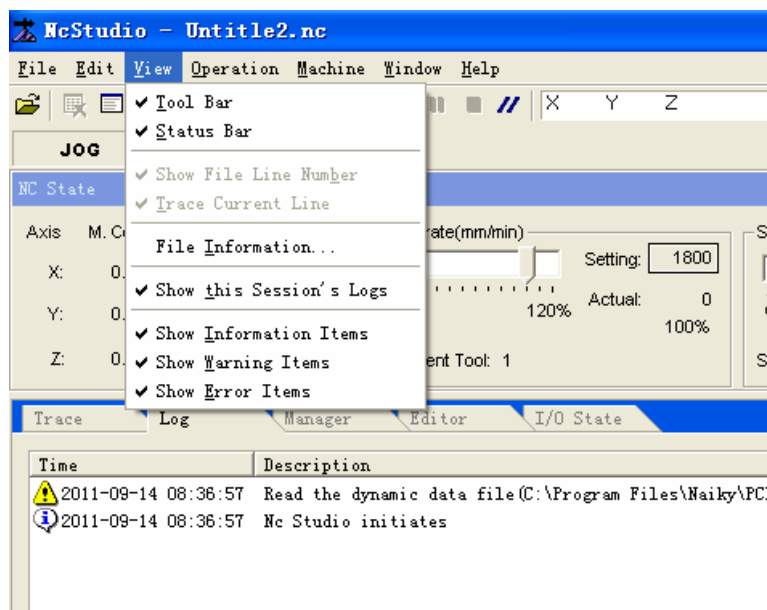 NcStudio - Untitle2.nc
File Edit View Operation Machine Window Help
X Y Z
Tool Bar
Status Bar
Show File Line Number
Trace Current Line
File Information...
Show this Session's Logs
Show Information Items
Show Warning Items
Show Error Items
JOG
NC State
Axis M.
rate(mm/min)
Setting: 1800
X: 0.
120%
Actual: 0
Y: 0.
100%
Z: 0.
Tool: 1
Trace Log Manager Editor I/O State
Time Description
2011-09-14 08:36:57 Read the dynamic data file(C:\Program Files\Naiky\PC
2011-09-14 08:36:57 Nc Studio initiates